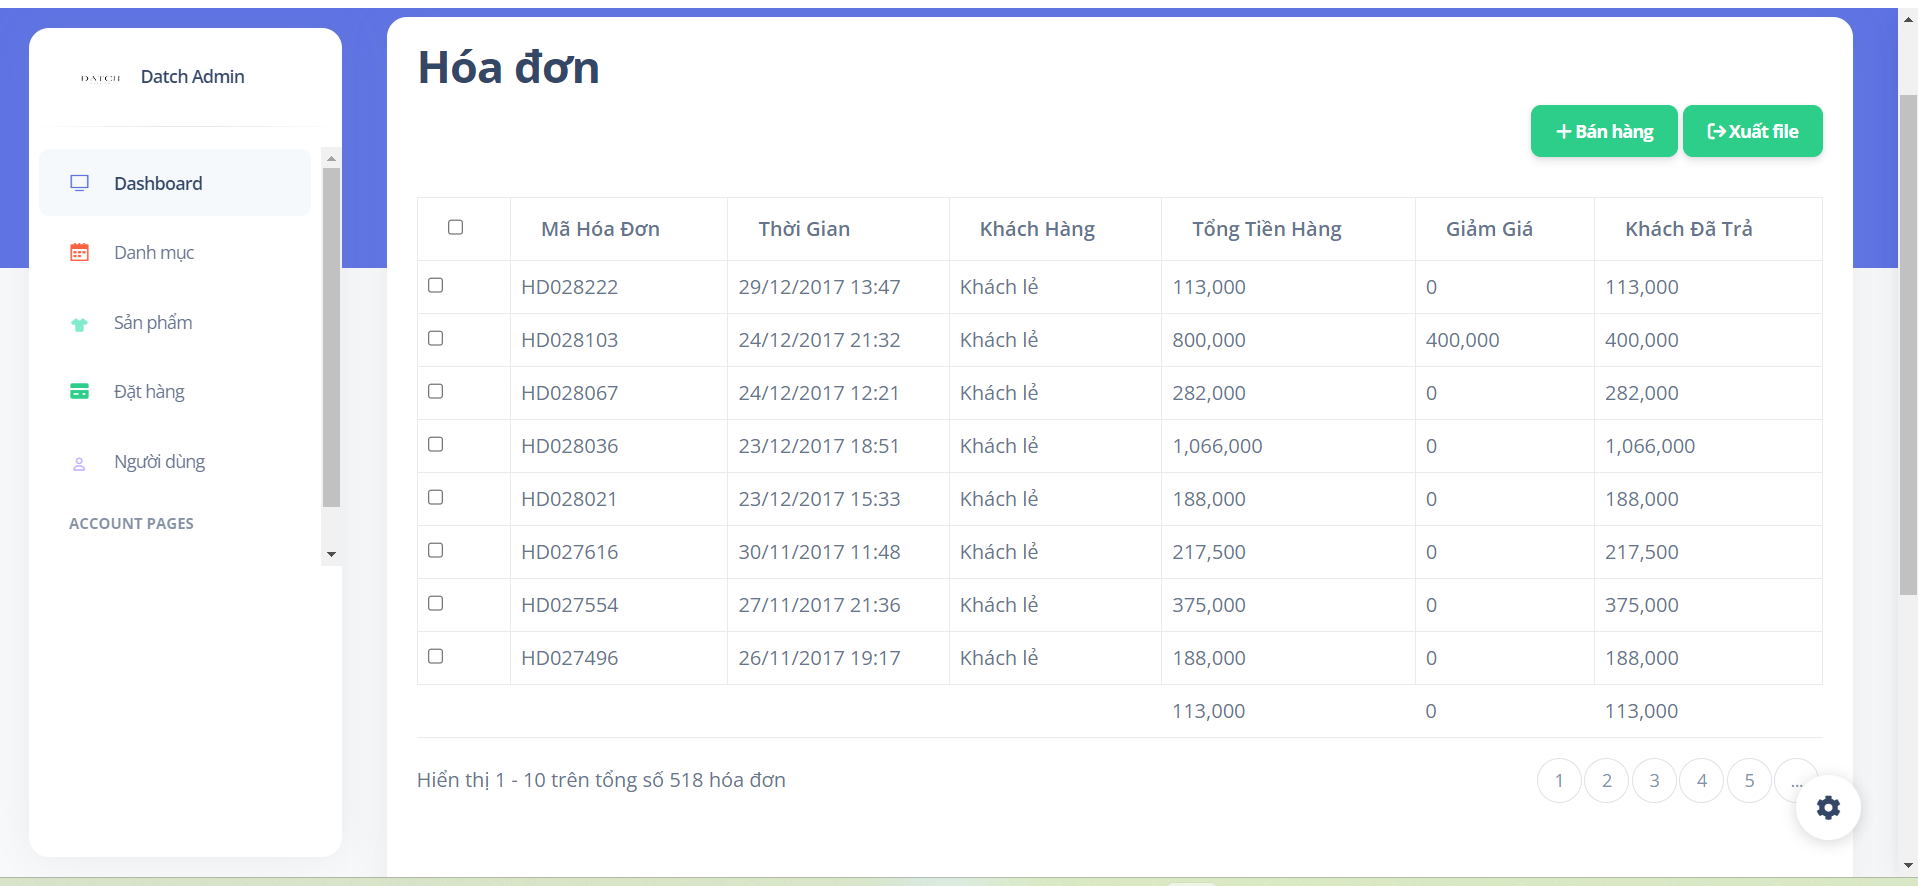 DATCH Datch Admin
Dashboard
Danh mục
Sản phẩm
Đặt hàng
Người dùng
ACCOUNT PAGES
Hóa đơn
Bán hàng Xuất file
Mã Hóa Đơn Thời Gian Khách Hàng Tổng Tiền Hàng Giảm Giá Khách Đã Trả
HD028222 29/12/2017 13:47 Khách lẻ 113,000 0 113,000
HD028103 24/12/2017 21:32 Khách lẻ 800,000 400,000 400,000
HD028067 24/12/2017 12:21 Khách lẻ 282,000 0 282,000
HD028036 23/12/2017 18:51 Khách lẻ 1,066,000 0 1,066,000
HD028021 23/12/2017 15:33 Khách lẻ 188,000 0 188,000
HD027616 30/11/2017 11:48 Khách lẻ 217,500 0 217,500
HD027554 27/11/2017 21:36 Khách lẻ 375,000 0 375,000
HD027496 26/11/2017 19:17 Khách lẻ 188,000 0 188,000
113,000 0 113,000
Hiển thị 1 - 10 trên tổng số 518 hóa đơn
1 2 3 4 5 ...